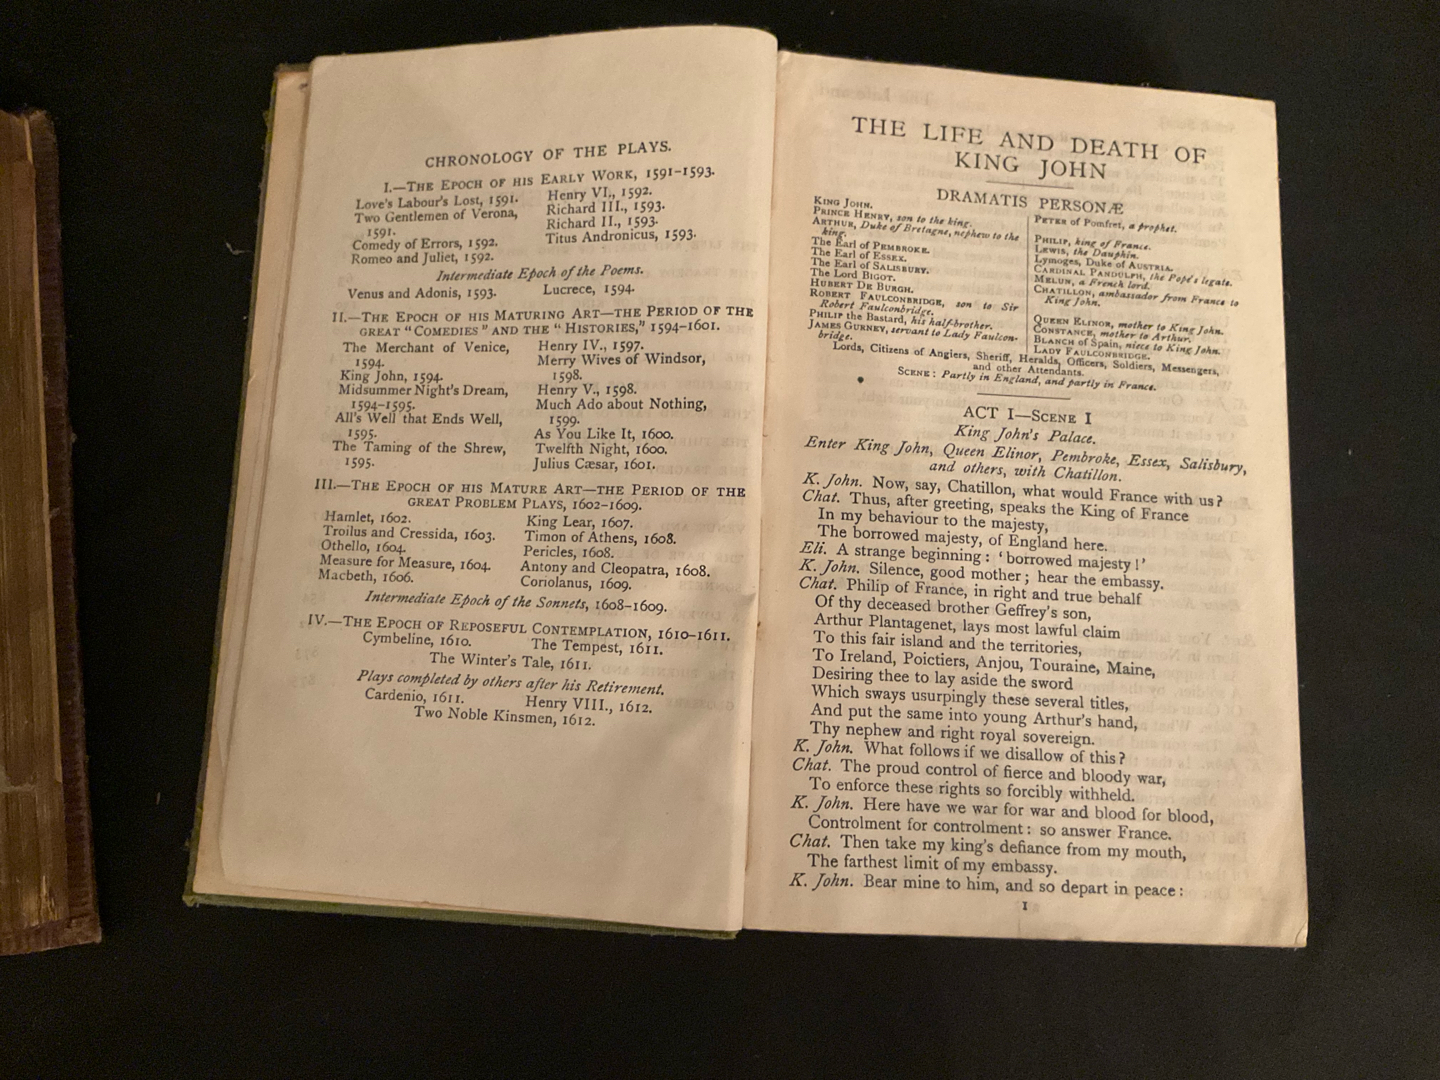 CHRONOLOGY OF THE PLAYS.
I.—THE EPOCH OF HIS EARLY WORK, 1591-1593.
Love's Labour's Lost, 1591.
Two Gentlemen of Verona,
1591.
Comedy of Errors, 1592.
Romeo and Juliet, 1592.
Henry VI., 1592.
Richard III., 1593.
Richard II., 1593.
Titus Andronicus, 1593.
Intermediate Epoch of the Poems.
Venus and Adonis, 1593.
Lucrece, 1594.
II.—THE EPOCH OF HIS MATURING ART—THE PERIOD OF THE
GREAT "COMEDIES" AND THE "HISTORIES," 1594-1601.
The Merchant of Venice,
1594.
King John, 1594.
Midsummer Night's Dream,
1594-1595.
All's Well that Ends Well,
1595.
The Taming of the Shrew,
1595.
Henry IV., 1597.
Merry Wives of Windsor,
1598.
Henry V., 1598.
Much Ado about Nothing,
1599.
As You Like It, 1600.
Twelfth Night, 1600.
Julius Cæsar, 1601.
III.—THE EPOCH OF HIS MATURE ART—THE PERIOD OF THE
GREAT PROBLEM PLAYS, 1602-1609.
Hamlet, 1602.
Troilus and Cressida, 1603.
Othello, 1604.
Measure for Measure, 1604.
Macbeth, 1606.
King Lear, 1607.
Timon of Athens, 1608.
Pericles, 1608.
Antony and Cleopatra, 1608.
Coriolanus, 1609.
Intermediate Epoch of the Sonnets, 1608-1609.
IV.—THE EPOCH OF REPOSEFUL CONTEMPLATION, 1610-1611.
Cymbeline, 1610.
The Tempest, 1611.
The Winter's Tale, 1611.
Plays completed by others after his Retirement.
Cardenio, 1611.
Henry VIII., 1612.
Two Noble Kinsmen, 1612.
THE LIFE AND DEATH OF
KING JOHN
DRAMATIS PERSONÆ
KING JOHN.
PRINCE HENRY, son to the king.
ARTHUR, Duke of Bretagne, nephew to the
king.
The Earl of PEMBROKE.
The Earl of ESSEX.
The Earl of SALISBURY.
The Lord BIGOT.
HUBERT DE BURGH.
ROBERT FAULCONBRIDGE, son to Sir
Robert Faulconbridge.
PHILIP the Bastard, his half-brother.
JAMES GURNEY, servant to Lady Faulcon-
bridge.
PETER of Pomfret, a prophet.
PHILIP, king of France.
LEWIS, the Dauphin.
Lymoges, Duke of AUSTRIA.
CARDINAL PANDULPH, the Pope's legate.
MELUN, a French lord.
CHATILLON, ambassador from France to
King John.
QUEEN ELINOR, mother to King John.
CONSTANCE, mother to Arthur.
BLANCH of Spain, niece to King John.
LADY FAULCONBRIDGE.
Lords, Citizens of Angiers, Sheriff, Heralds, Officers, Soldiers, Messengers,
and other Attendants.
SCENE: Partly in England, and partly in France.
ACT I—SCENE I
King John's Palace.
Enter King John, Queen Elinor, Pembroke, Essex, Salisbury,
and others, with Chatillon.
K. John. Now, say, Chatillon, what would France with us?
Chat. Thus, after greeting, speaks the King of France
In my behaviour to the majesty,
The borrowed majesty, of England here.
Eli. A strange beginning: 'borrowed majesty!'
K. John. Silence, good mother; hear the embassy.
Chat. Philip of France, in right and true behalf
Of thy deceased brother Geffrey's son,
Arthur Plantagenet, lays most lawful claim
To this fair island and the territories,
To Ireland, Poictiers, Anjou, Touraine, Maine,
Desiring thee to lay aside the sword
Which sways usurpingly these several titles,
And put the same into young Arthur's hand,
Thy nephew and right royal sovereign.
K. John. What follows if we disallow of this?
Chat. The proud control of fierce and bloody war,
To enforce these rights so forcibly withheld.
K. John. Here have we war for war and blood for blood,
Controlment for controlment: so answer France.
Chat. Then take my king's defiance from my mouth,
The farthest limit of my embassy.
K. John. Bear mine to him, and so depart in peace:
1